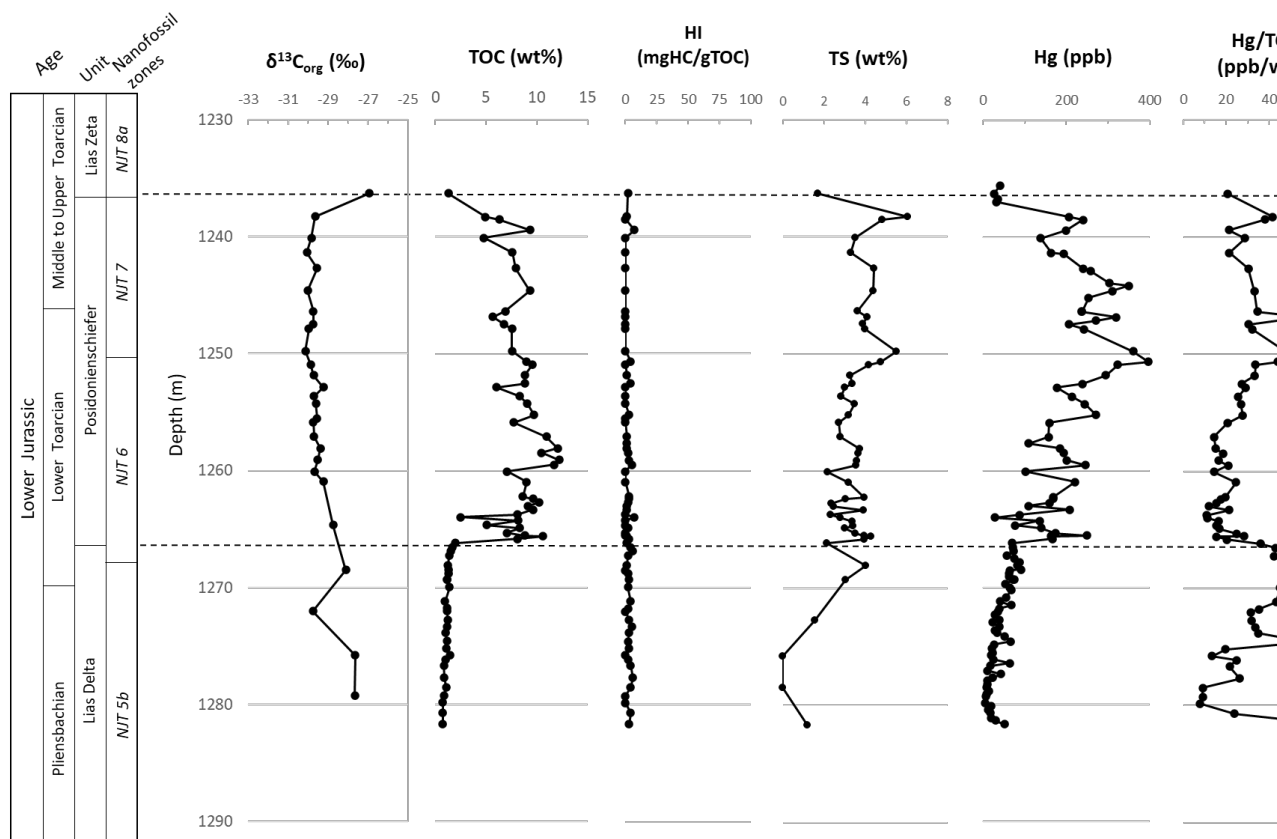 Age
Unit
Nanofossil
zones
δ¹³Corg (‰)
TOC (wt%)
HI
(mgHC/gTOC)
TS (wt%)
Hg (ppb)
Hg/T
(ppb/w
-33 -31 -29 -27 -25
0 5 10 15
0 25 50 75 100
0 2 4 6 8
0 200 400
0 20 40
Lower Jurassic
Middle to Upper Toarcian
Lower Toarcian
Pliensbachian
Lias Zeta
Posidonienschiefer
Lias Delta
NJT 8a
NJT 7
NJT 6
NJT 5b
Depth (m)
1230
1240
1250
1260
1270
1280
1290